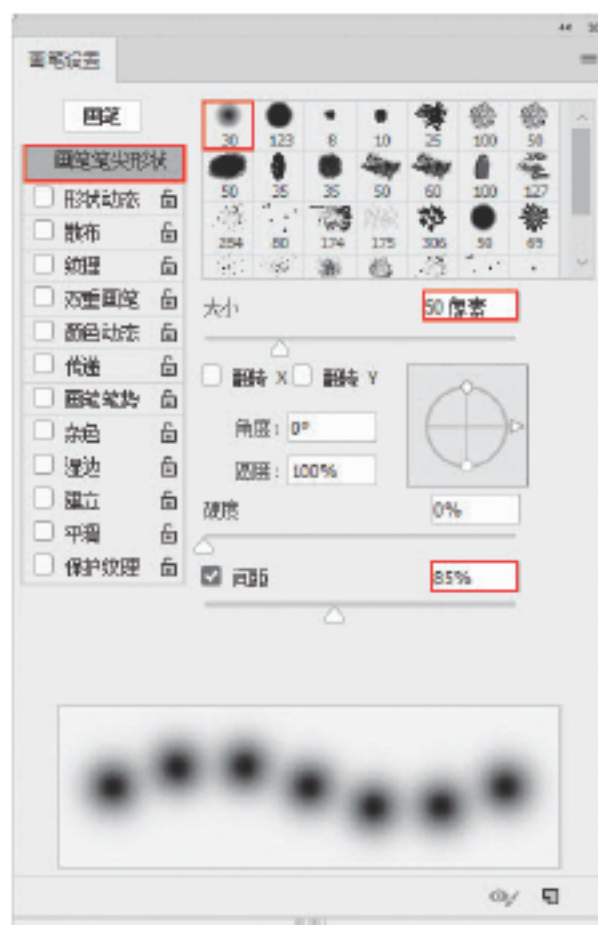 画笔设置
画笔
30 123 8 10 25 100 50
画笔笔尖形状
50 35 35 50 60 100 127
形状动态
284 80 174 175 306 50 69
散布
纹理
双重画笔
大小 50 像素
颜色动态
传递
翻转 X 翻转 Y
画笔笔势
杂色
角度: 0°
湿边
圆度: 100%
建立
硬度 0%
平滑
保护纹理
间距 85%